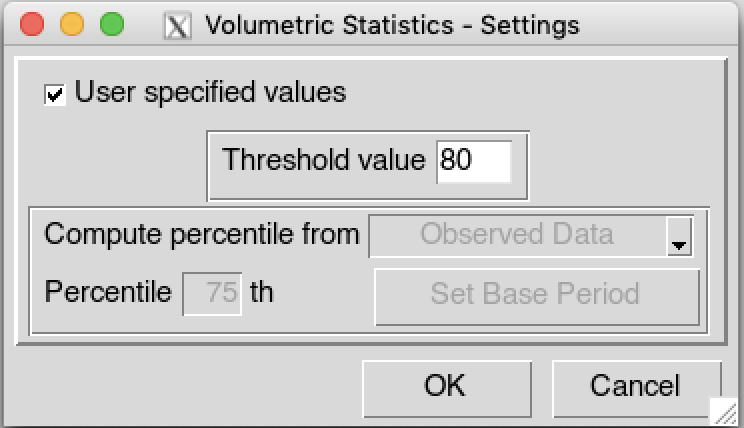 Volumetric Statistics - Settings
User specified values
Threshold value 80
Compute percentile from Observed Data
Percentile 75 th Set Base Period
OK Cancel